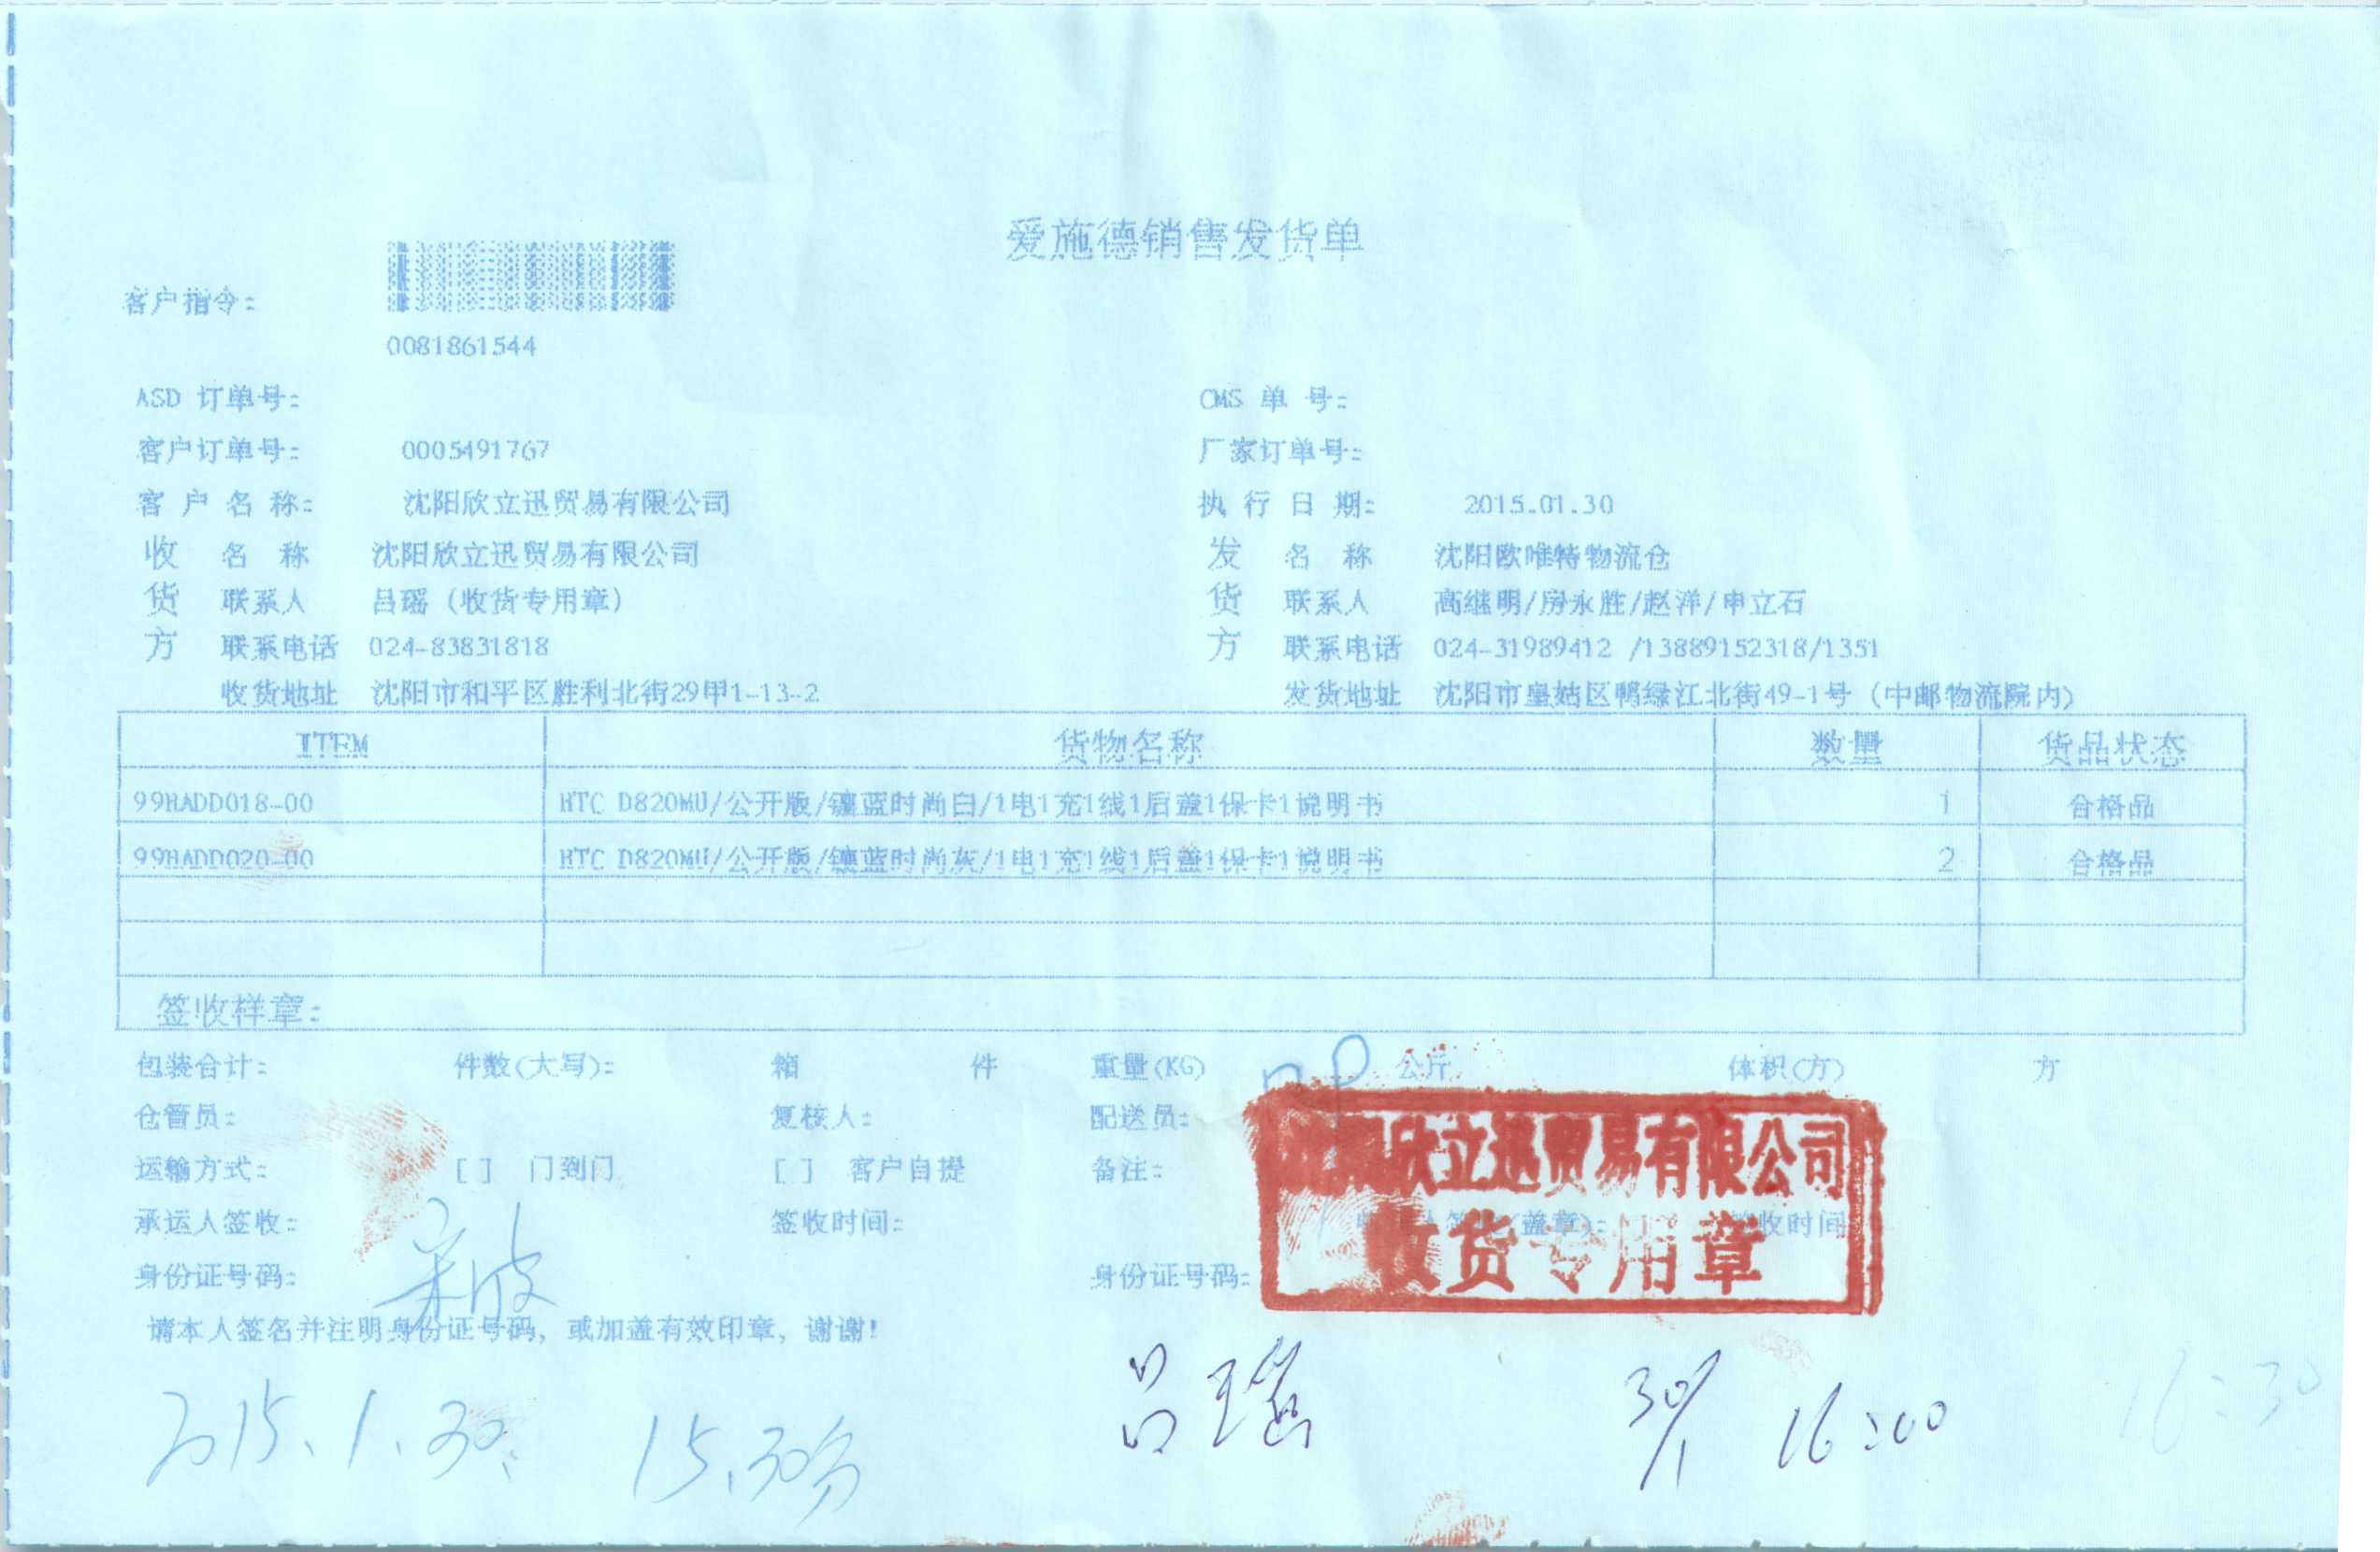 爱施德销售发货单
客户指令:
0081861544
ASD 订单号: CMS 单 号:
客户订单号: 0005491767 厂家订单号:
客 户 名 称: 沈阳欣立迅贸易有限公司 执 行 日 期: 2015.01.30
收 名 称 沈阳欣立迅贸易有限公司 发 名 称 沈阳欧唯特物流仓
货 联系人 吕瑶(收货专用章) 货 联系人 高继明/房永胜/赵洋/申立石
方 联系电话 024-83831818 方 联系电话 024-31989412 /13889152318/1351
收货地址 沈阳市和平区胜利北街29甲1-13-2 发货地址 沈阳市皇姑区鸭绿江北街49-1号(中邮物流院内)
ITEM 货物名称 数量 货品状态
99HADD018-00 HTC D820MU/公开版/镶蓝时尚白/1电1充1线1后盖1保卡1说明书 1 合格品
99HADD020-00 HTC D820MU/公开版/镶蓝时尚灰/1电1充1线1后盖1保卡1说明书 2 合格品
签收样章:
包装合计: 件数(大写): 箱 件 重量(KG) 公斤 体积(方) 方
仓管员: 复核人: 配送员:
沈阳欣立迅贸易有限公司
运输方式: [ ] 门到门 [ ] 客户自提 备注:
承运人签收: 签收时间: (盖章): 签收时间
收货专用章
身份证号码: 身份证号码:
请本人签名并注明身份证号码, 或加盖有效印章, 谢谢!
2015.1.30. 15.30分 吕瑶 30/1 16:00 16:30